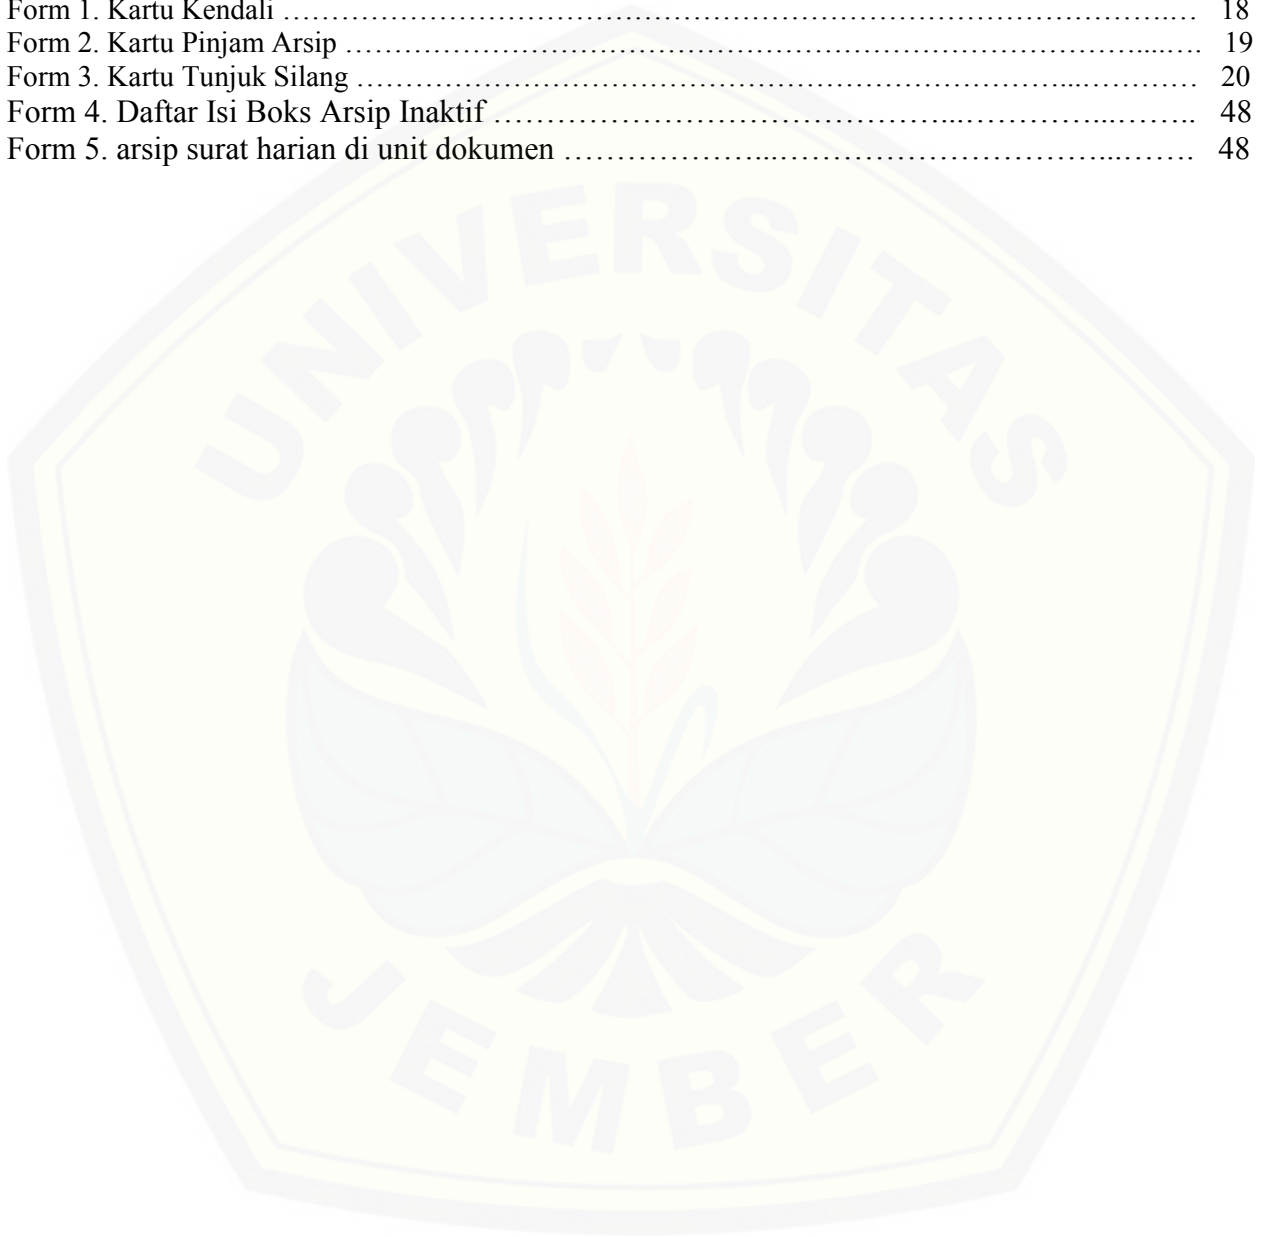 Form 1. Kartu Kendali ……………………………………………………………………………………….… 18
Form 2. Kartu Pinjam Arsip ……………………………………………………………………………....…. 19
Form 3. Kartu Tunjuk Silang ……………………………………………………………………...………… 20
Form 4. Daftar Isi Boks Arsip Inaktif ……………………………………..…………...…….. 48
Form 5. arsip surat harian di unit dokumen ………………...……………………………...……. 48
UNIVERSITAS
JEMBER